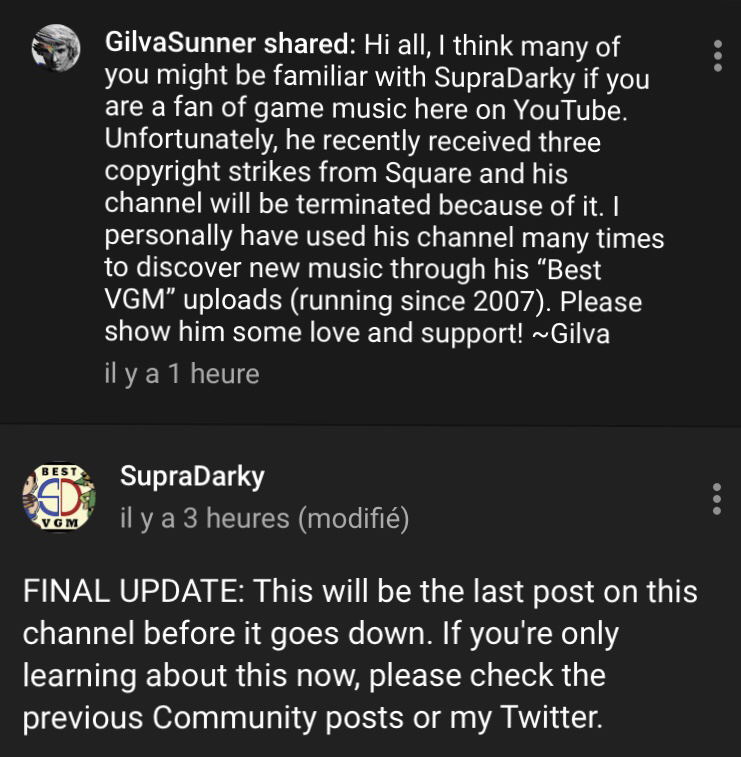 GilvaSunner shared: Hi all, I think many of
you might be familiar with SupraDarky if you
are a fan of game music here on YouTube.
Unfortunately, he recently received three
copyright strikes from Square and his
channel will be terminated because of it. I
personally have used his channel many times
to discover new music through his “Best
VGM” uploads (running since 2007). Please
show him some love and support! ~Gilva
il y a 1 heure
BEST
SD
VGM
SupraDarky
il y a 3 heures (modifié)
FINAL UPDATE: This will be the last post on this
channel before it goes down. If you're only
learning about this now, please check the
previous Community posts or my Twitter.